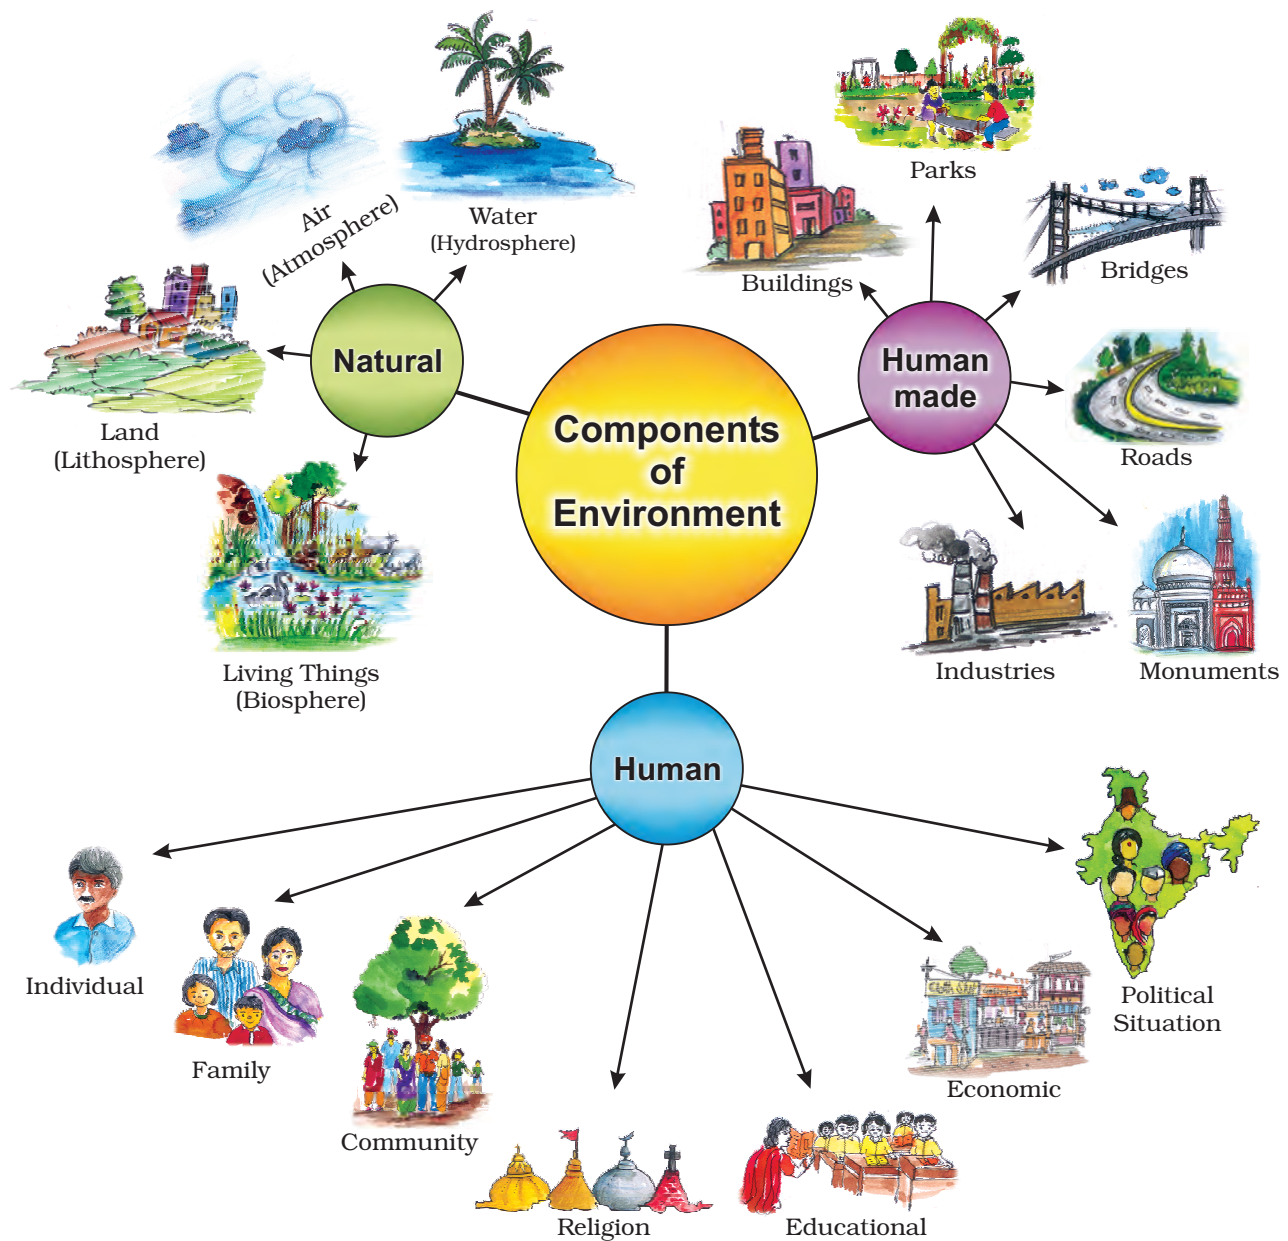 Components
of
Environment
Natural
Air
(Atmosphere)
Water
(Hydrosphere)
Land
(Lithosphere)
Living Things
(Biosphere)
Human
made
Buildings
Parks
Bridges
Roads
Industries
Monuments
Human
Individual
Family
Community
Religion
Educational
Economic
Political
Situation